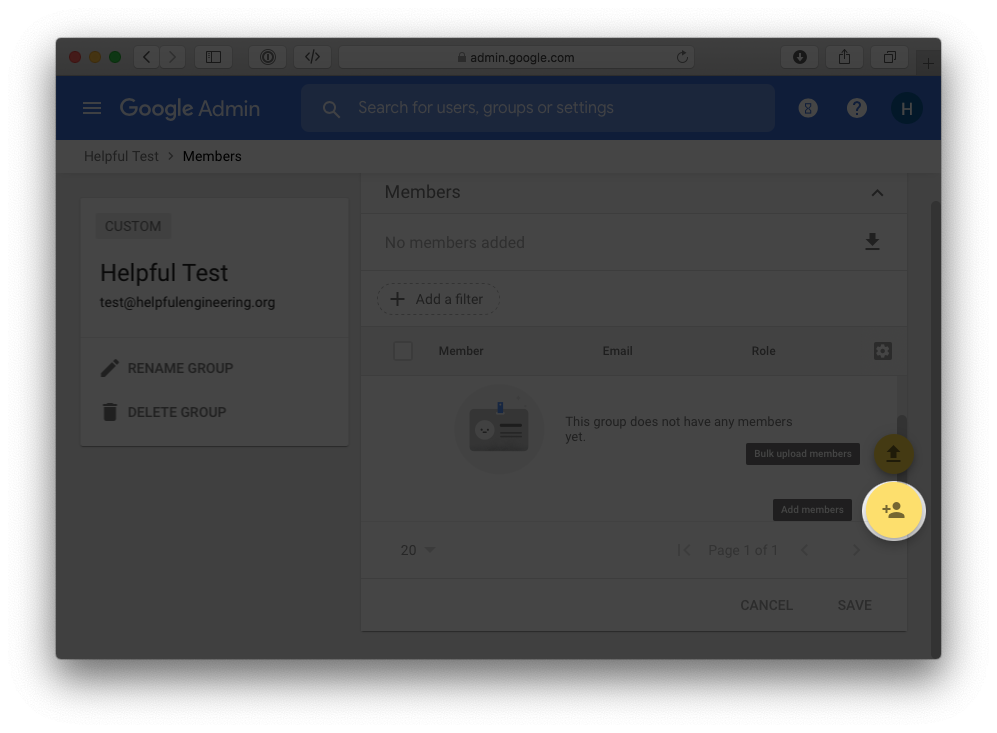 admin.google.com
Google Admin
Search for users, groups or settings
8
?
H
Helpful Test > Members
CUSTOM
Helpful Test
test@helpfulengineering.org
RENAME GROUP
DELETE GROUP
Members
No members added
Add a filter
Member Email Role
This group does not have any members
yet.
Bulk upload members
Add members
20
Page 1 of 1
CANCEL SAVE